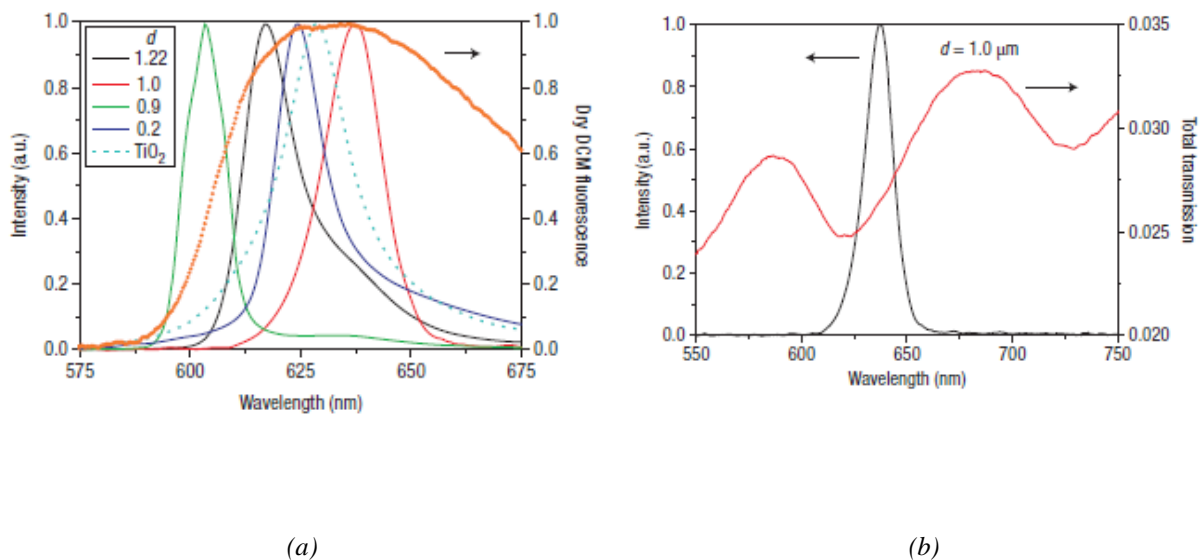 1.0
0.8
0.6
0.4
0.2
0.0
Intensity (a.u.)
d
1.22
1.0
0.9
0.2
TiO₂
1.0
0.8
0.6
0.4
0.2
0.0
Dry DCM fluorescence
575 600 625 650 675
Wavelength (nm)
1.0
0.8
0.6
0.4
0.2
0.0
Intensity (a.u.)
d = 1.0 µm
0.035
0.030
0.025
0.020
Total transmission
550 600 650 700 750
Wavelength (nm)
(a)
(b)